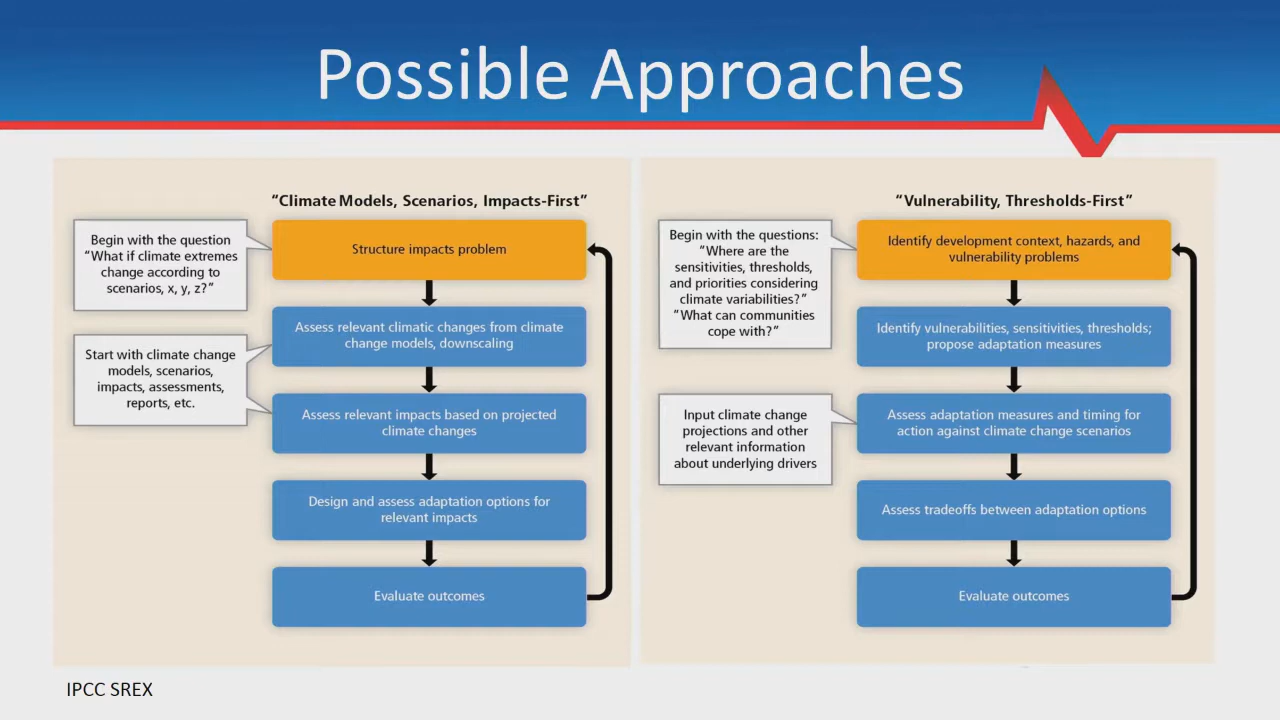 Possible Approaches
“Climate Models, Scenarios, Impacts-First”
Begin with the question
“What if climate extremes
change according to
scenarios, x, y, z?”
Structure impacts problem
Start with climate change
models, scenarios,
impacts, assessments,
reports, etc.
Assess relevant climatic changes from climate
change models, downscaling
Assess relevant impacts based on projected
climate changes
Design and assess adaptation options for
relevant impacts
Evaluate outcomes
“Vulnerability, Thresholds-First”
Begin with the questions:
“Where are the
sensitivities, thresholds,
and priorities considering
climate variabilities?”
“What can communities
cope with?”
Identify development context, hazards, and
vulnerability problems
Identify vulnerabilities, sensitivities, thresholds;
propose adaptation measures
Input climate change
projections and other
relevant information
about underlying drivers
Assess adaptation measures and timing for
action against climate change scenarios
Assess tradeoffs between adaptation options
Evaluate outcomes
IPCC SREX